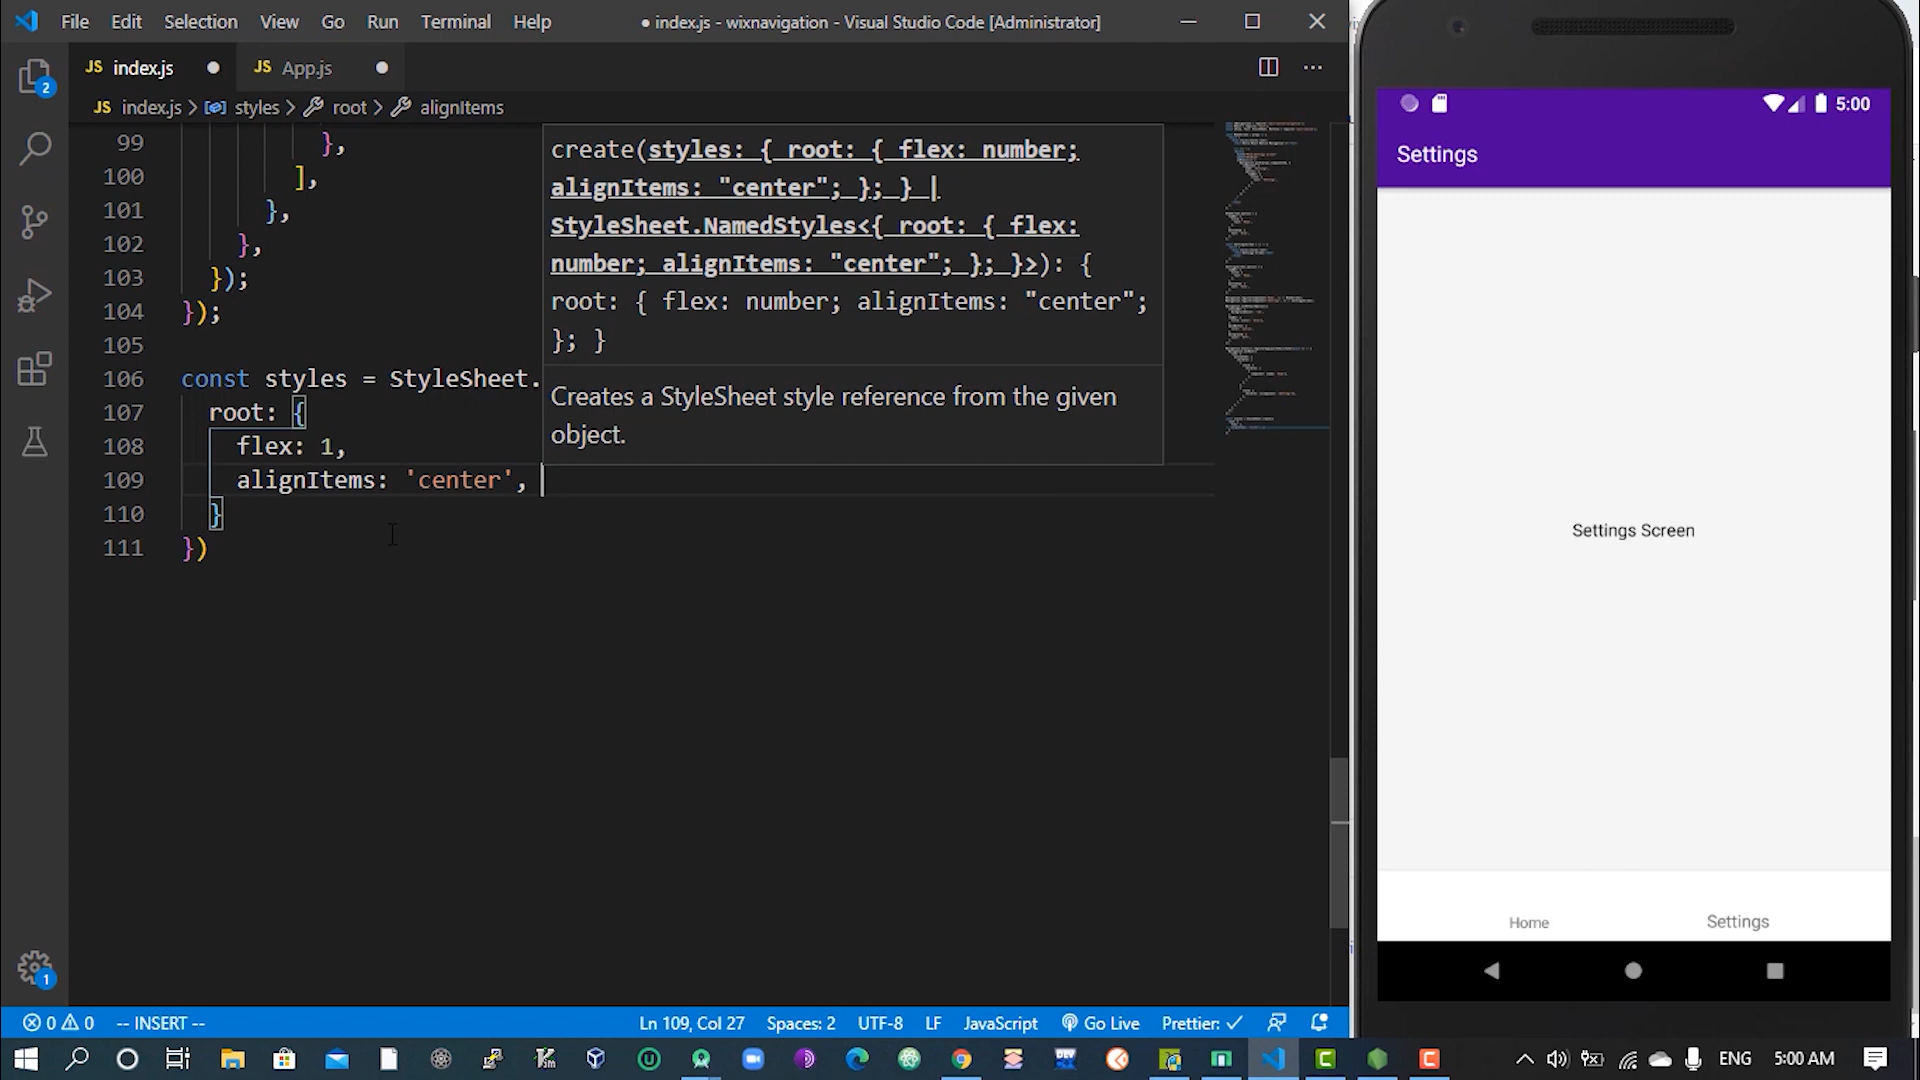 File Edit Selection View Go Run Terminal Help
● index.js - wixnavigation - Visual Studio Code [Administrator]
JS index.js ● JS App.js ●
JS index.js > styles > root > alignItems
2
99 },
100 ],
101 },
102 },
103 });
104 });
105
106 const styles = StyleSheet.
107 root: {
108 flex: 1,
109 alignItems: 'center',
110 }
111 })
create(styles: { root: { flex: number;
alignItems: "center"; }; } |
StyleSheet.NamedStyles<{ root: { flex:
number; alignItems: "center"; }; }>): {
root: { flex: number; alignItems: "center";
}; }
Creates a StyleSheet style reference from the given
object.
1
0 0 -- INSERT -- Ln 109, Col 27 Spaces: 2 UTF-8 LF JavaScript Go Live Prettier: ✓
ENG 5:00 AM
5:00
Settings
Settings Screen
Home Settings